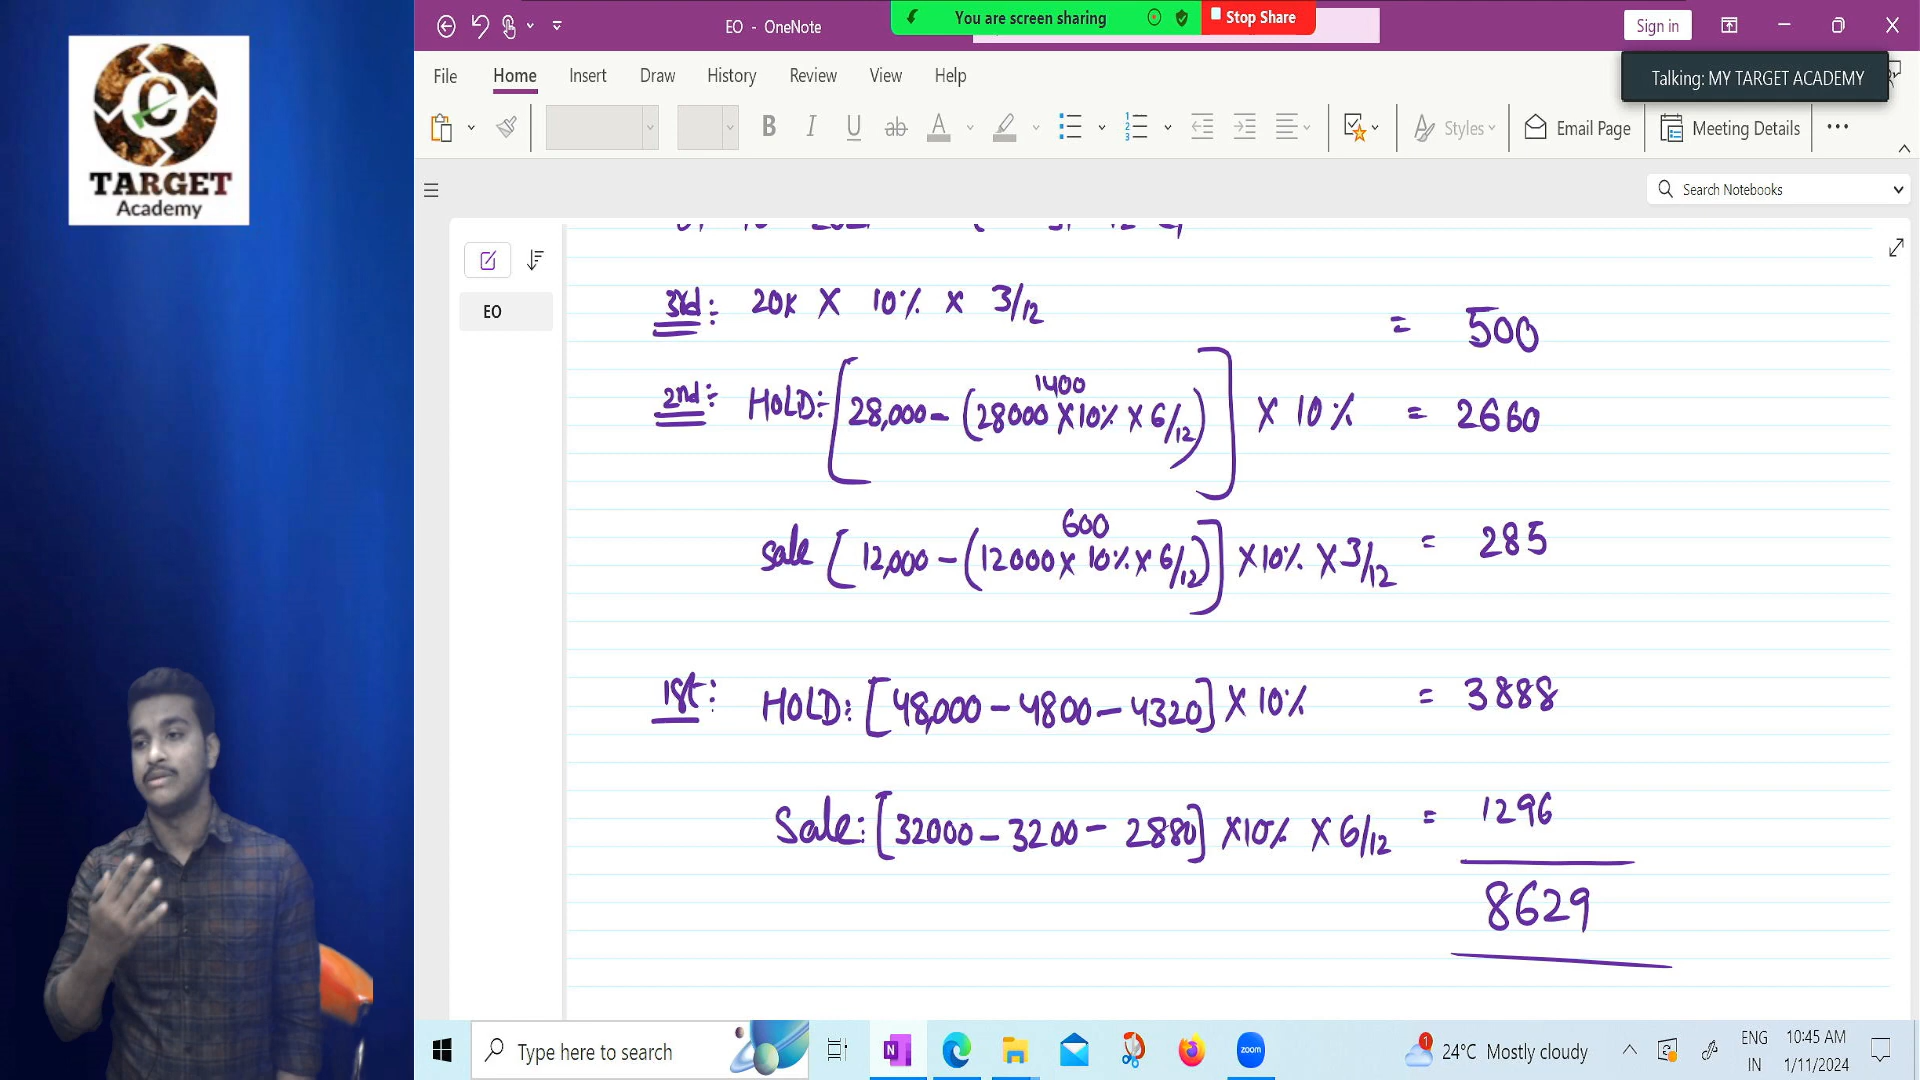 C
TARGET
Academy
EO - OneNote
You are screen sharing
Stop Share
Sign in
Talking: MY TARGET ACADEMY
File Home Insert Draw History Review View Help
B I U ab A
Styles
Email Page
Meeting Details
Search Notebooks
EO
3rd: 20K X 10% x 3/12 = 500
1400
2nd: HOLD: [28,000 - (28000 X 10% X 6/12)] X 10% = 2660
600
sale [12,000 - (12000 x 10% x 6/12)] X 10% X 3/12 = 285
1st: HOLD: [48,000 - 4800 - 4320] X 10% = 3888
Sale: [32000 - 3200 - 2880] X 10% X 6/12 = 1296
8629
Type here to search
N
zoom
1
24°C Mostly cloudy
ENG
IN
10:45 AM
1/11/2024